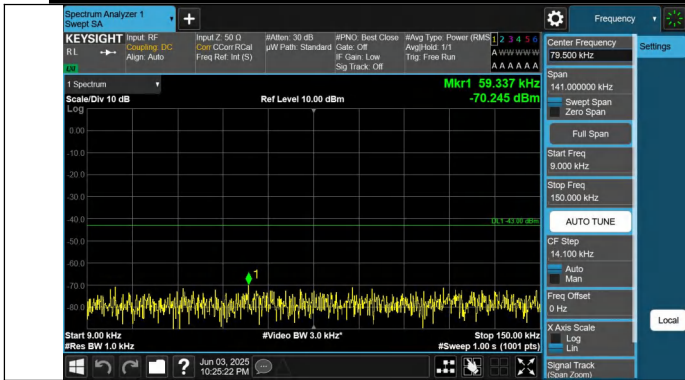 Spectrum Analyzer 1
Swept SA
+
Frequency
KEYSIGHT
R L
Input: RF
Coupling: DC
Align: Auto
Input Z: 50 Ω
Corr CCorr RCal
Freq Ref: Int (S)
#Atten: 30 dB
µW Path: Standard
#PNO: Best Close
Gate: Off
IF Gain: Low
Sig Track: Off
#Avg Type: Power (RMS
Avg|Hold: 1/1
Trig: Free Run
1 2 3 4 5 6
A W W W W W
A A A A A A
1 Spectrum
Scale/Div 10 dB
Log
Ref Level 10.00 dBm
Mkr1 59.337 kHz
-70.245 dBm
0.00
-10.0
-20.0
-30.0
-40.0
-50.0
-60.0
-70.0
-80.0
DL1 -43.00 dBm
1
Start 9.00 kHz
#Res BW 1.0 kHz
#Video BW 3.0 kHz*
Stop 150.00 kHz
#Sweep 1.00 s (1001 pts)
?
Jun 03, 2025
10:25:22 PM
Center Frequency
79.500 kHz
Span
141.000000 kHz
Swept Span
Zero Span
Full Span
Start Freq
9.000 kHz
Stop Freq
150.000 kHz
AUTO TUNE
CF Step
14.100 kHz
Auto
Man
Freq Offset
0 Hz
X Axis Scale
Log
Lin
Signal Track
(Span Zoom)
Settings
Local